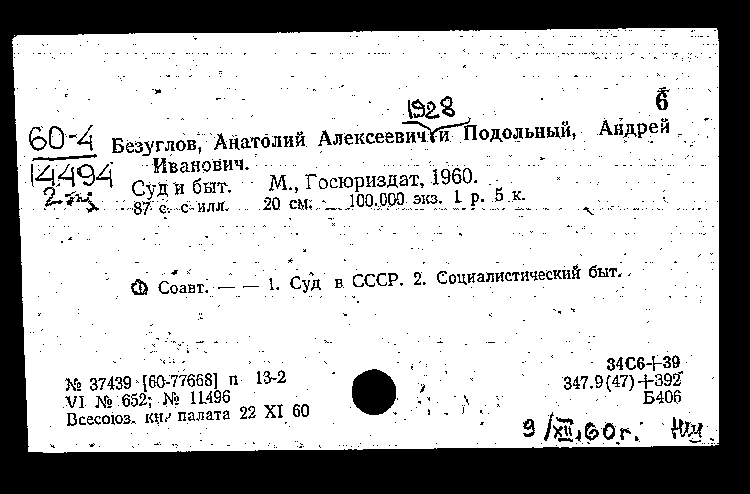 6
1928
60-4
14494
Безуглов, Анатолий Алексеевич и Подольный, Андрей
Иванович.
Суд и быт. М., Госюриздат, 1960.
87 с. с илл. 20 см. 100.000 экз. 1 р. 5 к.
① Соавт. — — 1. Суд в СССР. 2. Социалистический быт.
34С6+39
№ 37439 [60-77668] п 13-2
347.9(47)+392
VI № 652; № 11496
Б406
Всесоюз. кн. палата 22 XI 60
9/XII.60г.